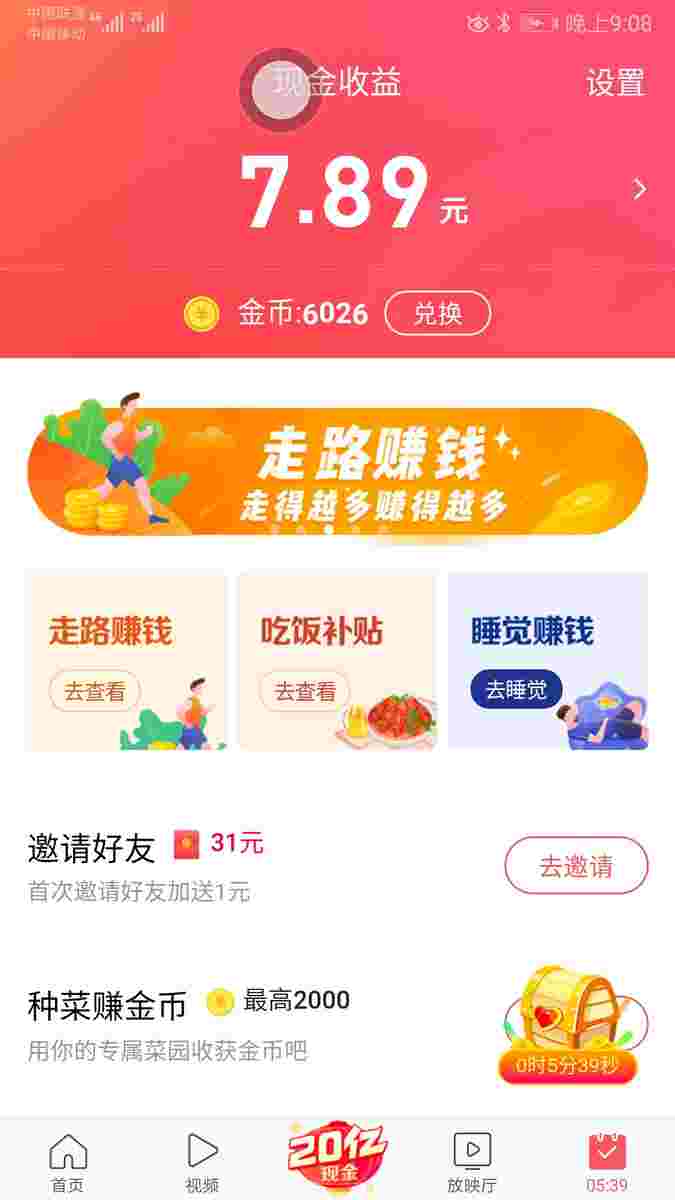 中国联通 4G 2G
中国移动
晚上9:08
现金收益
设置
7.89元
金币:6026
兑换
走路赚钱
走得越多赚得越多
走路赚钱
去查看
吃饭补贴
去查看
睡觉赚钱
去睡觉
邀请好友
31元
首次邀请好友加送1元
去邀请
种菜赚金币
最高2000
用你的专属菜园收获金币吧
0时5分39秒
首页
视频
20亿
现金
放映厅
05:39